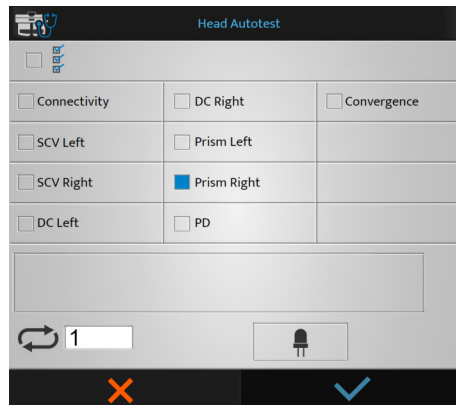 Head Autotest
Connectivity
DC Right
Convergence
SCV Left
Prism Left
SCV Right
Prism Right
DC Left
PD
1